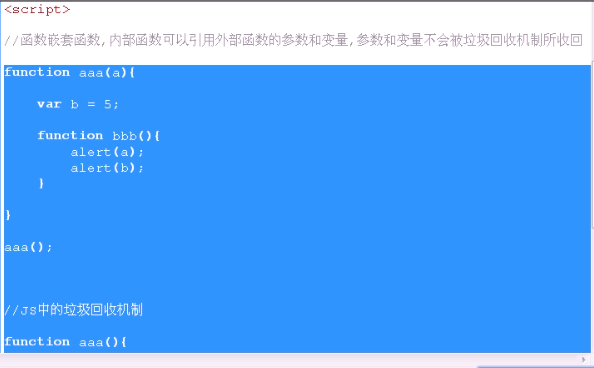 <script>
//函数嵌套函数,内部函数可以引用外部函数的参数和变量,参数和变量不会被垃圾回收机制所收回
function aaa(a){
var b = 5;
function bbb(){
alert(a);
alert(b);
}
}
aaa();
//JS中的垃圾回收机制
function aaa(){